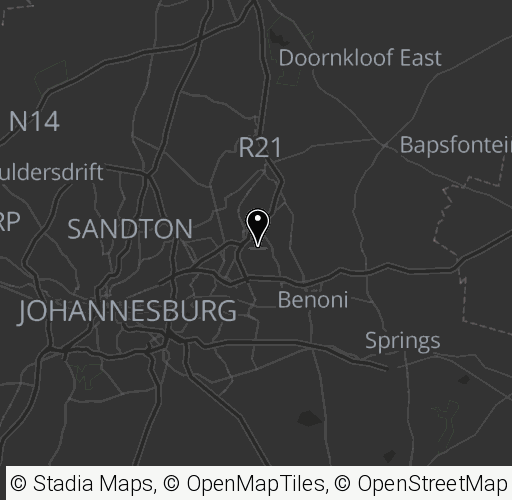 Doornkloof East
N14
R21
Bapsfontein
uldersdrift
RP
SANDTON
Benoni
JOHANNESBURG
Springs
© Stadia Maps, © OpenMapTiles, © OpenStreetMap